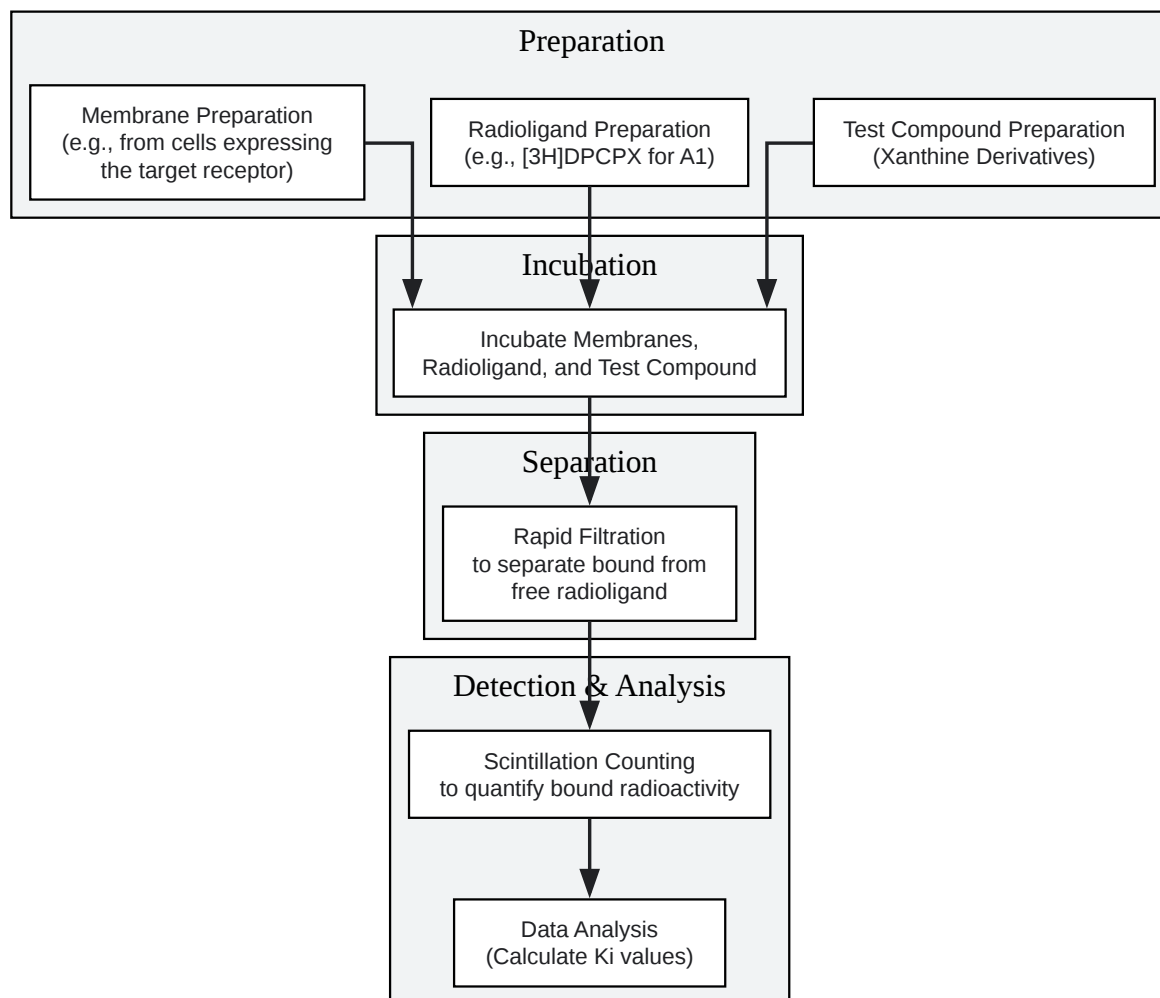 Preparation
Membrane Preparation
(e.g., from cells expressing
the target receptor)
Radioligand Preparation
(e.g., [3H]DPCPX for A1)
Test Compound Preparation
(Xanthine Derivatives)
Incubation
Incubate Membranes,
Radioligand, and Test Compound
Separation
Rapid Filtration
to separate bound from
free radioligand
Detection & Analysis
Scintillation Counting
to quantify bound radioactivity
Data Analysis
(Calculate Ki values)